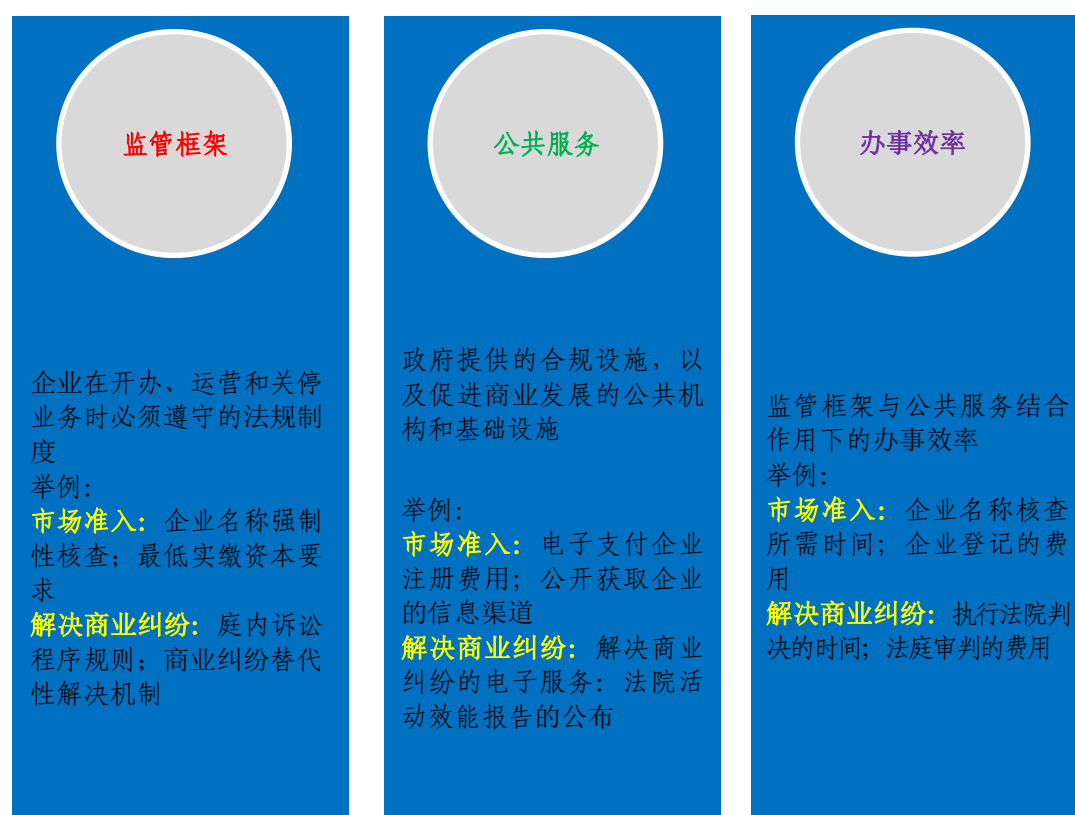 监管框架
企业在开办、运营和关停
业务时必须遵守的法规制
度
举例：
市场准入：企业名称强制
性核查；最低实缴资本要
求
解决商业纠纷：庭内诉讼
程序规则；商业纠纷替代
性解决机制
公共服务
政府提供的合规设施，以
及促进商业发展的公共机
构和基础设施
举例：
市场准入：电子支付企业
注册费用；公开获取企业
的信息渠道
解决商业纠纷：解决商业
纠纷的电子服务：法院活
动效能报告的公布
办事效率
监管框架与公共服务结合
作用下的办事效率
举例：
市场准入：企业名称核查
所需时间；企业登记的费
用
解决商业纠纷：执行法院判
决的时间；法庭审判的费用